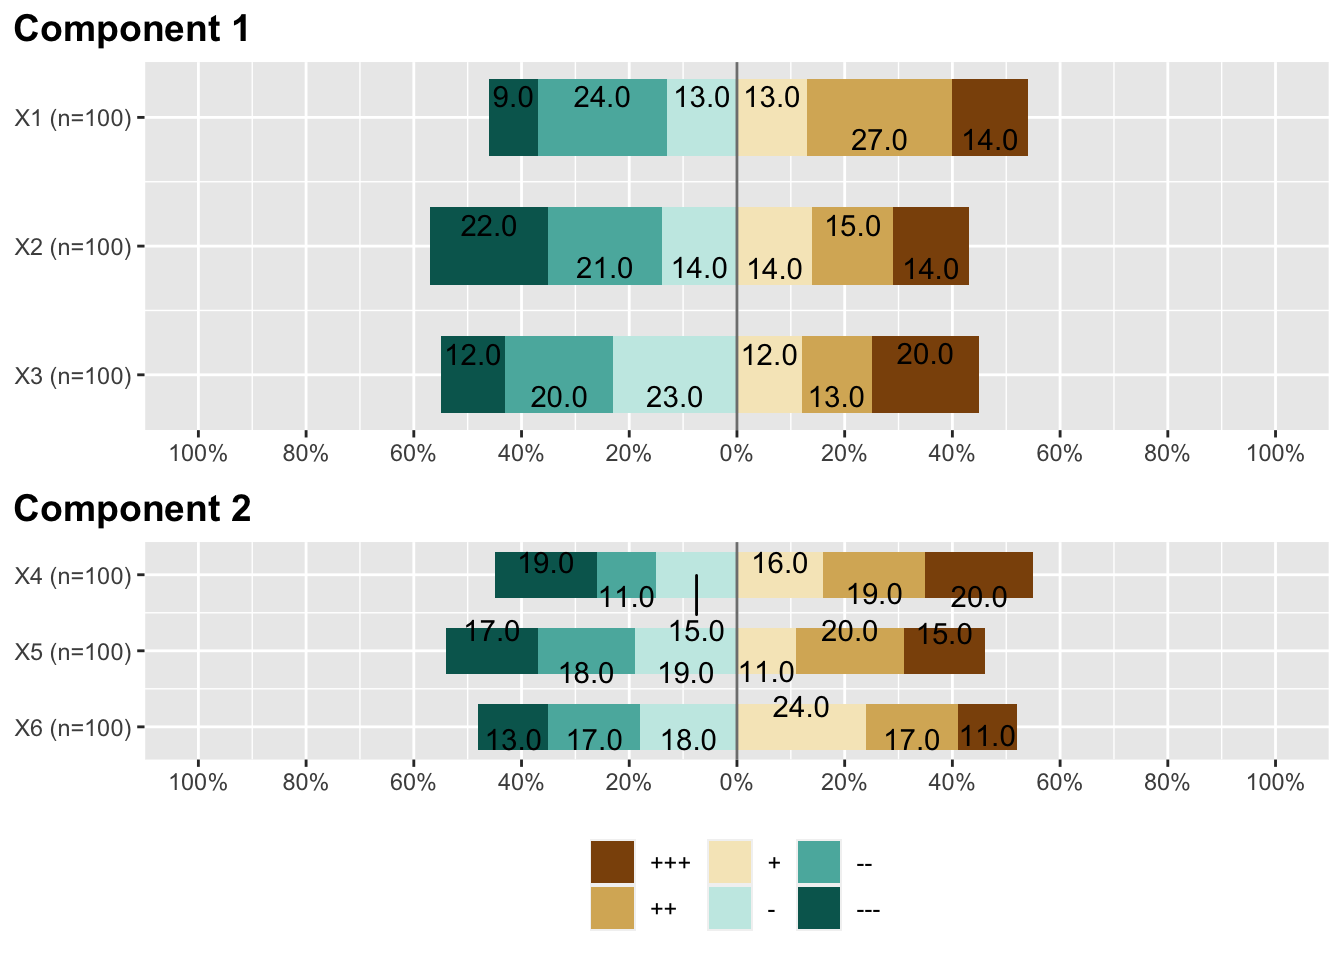 Component 1
X1 (n=100) 9.0 24.0 13.0 13.0 27.0 14.0
X2 (n=100) 22.0 21.0 14.0 14.0 15.0 14.0
X3 (n=100) 12.0 20.0 23.0 12.0 13.0 20.0
100% 80% 60% 40% 20% 0% 20% 40% 60% 80% 100%
Component 2
X4 (n=100) 19.0 11.0 15.0 16.0 19.0 20.0
X5 (n=100) 17.0 18.0 19.0 11.0 20.0 15.0
X6 (n=100) 13.0 17.0 18.0 24.0 17.0 11.0
100% 80% 60% 40% 20% 0% 20% 40% 60% 80% 100%
+++ + --
++ - ---